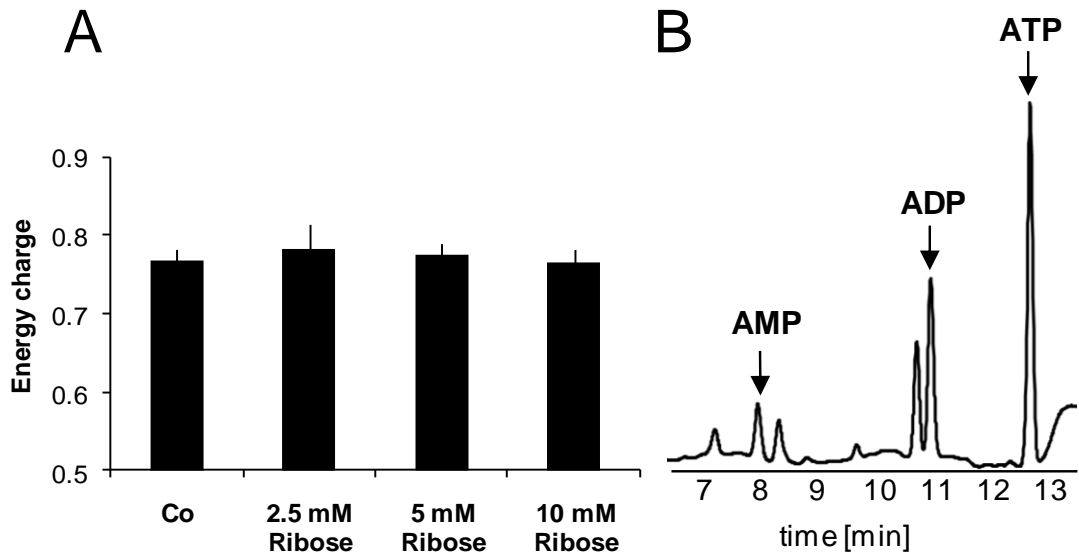 A
B
ATP
0.9
0.8
0.7
0.6
0.5
Energy charge
ADP
AMP
Co
2.5 mM
Ribose
5 mM
Ribose
10 mM
Ribose
7 8 9 10 11 12 13
time [min]